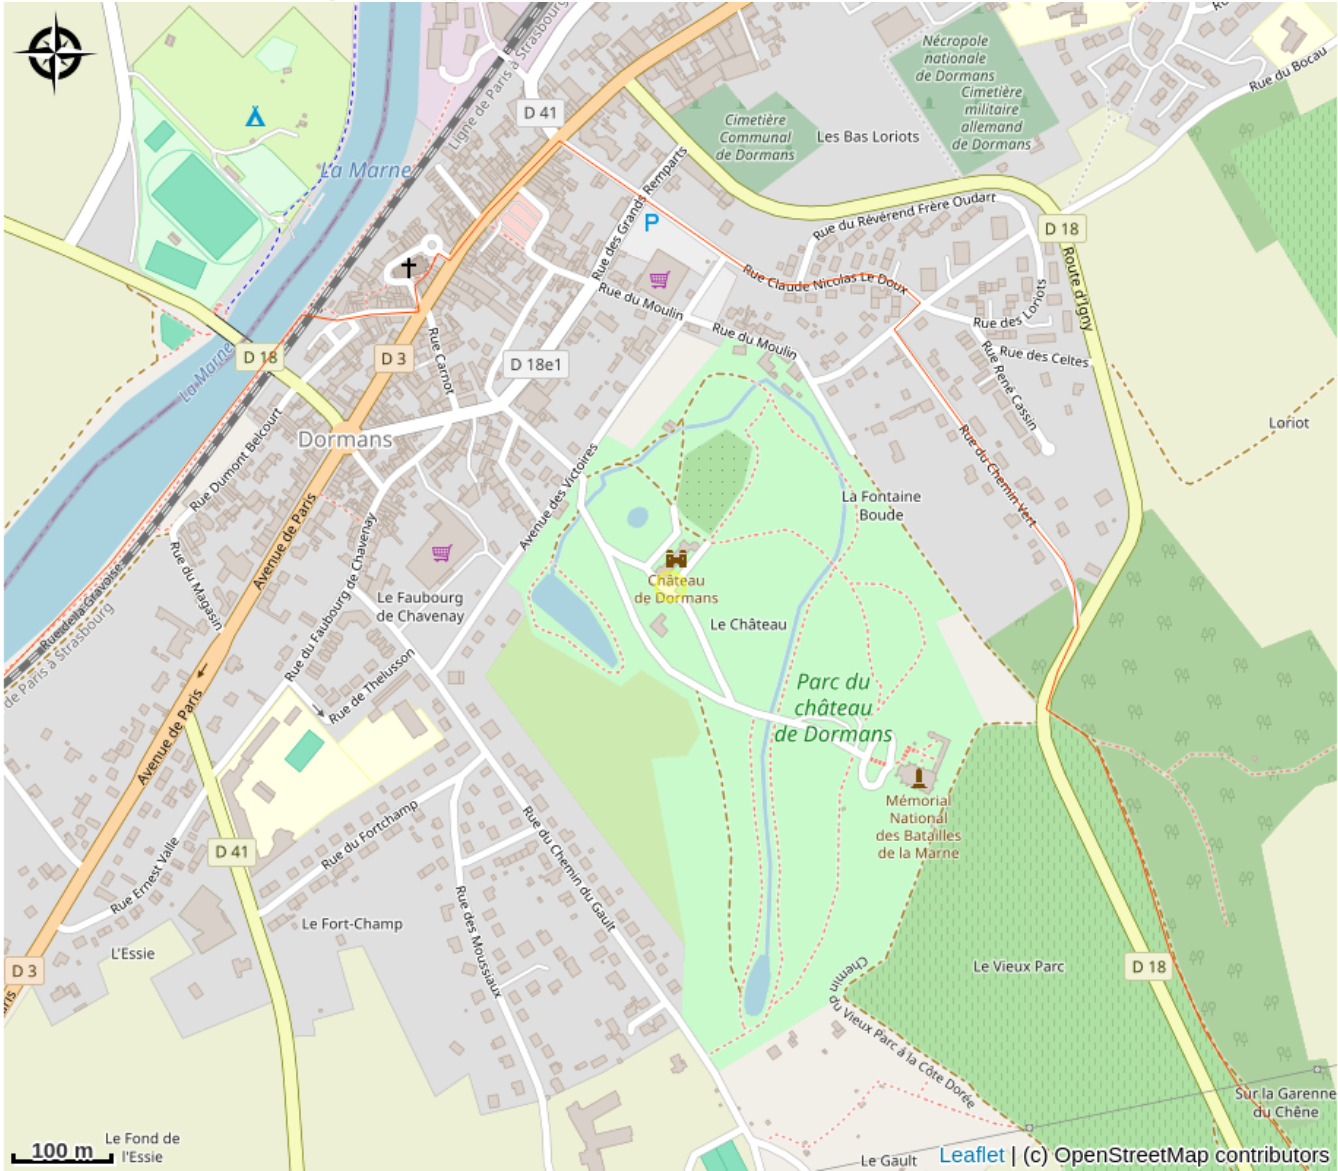 Ligne de Paris à Strasbourg
D 41
Nécropole
nationale
de Dormans
Cimetière
militaire
allemand
de Dormans
Rue du Bocau
Cimetière
Communal
de Dormans
Les Bas Loriots
La Marne
Rue des Grands Remparts
P
Rue du Révérend Frère Oudart
D 18
Route d'Igny
Rue Claude Nicolas Le Doux
Rue du Moulin
Rue du Moulin
Rue des Loriots
Rue des Celtes
Rue René Cassin
D 18
La Marne
D 3
Rue Carnot
D 18e1
Dormans
Loriot
Rue Dumont Belcourt
Avenue des Victoires
Rue du Chemin Vert
La Fontaine
Boude
Avenue de Paris
Rue du Faubourg de Chavenay
Rue du Magasin
Rue de la Gravoise
de Paris à Strasbourg
Le Faubourg
de Chavenay
Château
de Dormans
Le Château
Rue de Thelusson
Parc du
château
de Dormans
Avenue de Paris
Mémorial
National
des Batailles
de la Marne
Rue du Fortchamp
Rue du Chemin du Gault
D 41
Rue Ernest Vallé
Rue des Moussiaux
Le Fort-Champ
L'Essie
D 3
Le Vieux Parc
D 18
Chemin du Vieux Parc à la Côte Dorée
Sur la Garenne
du Chêne
100 m
Le Fond de
l'Essie
Le Gault
Leaflet | (c) OpenStreetMap contributors